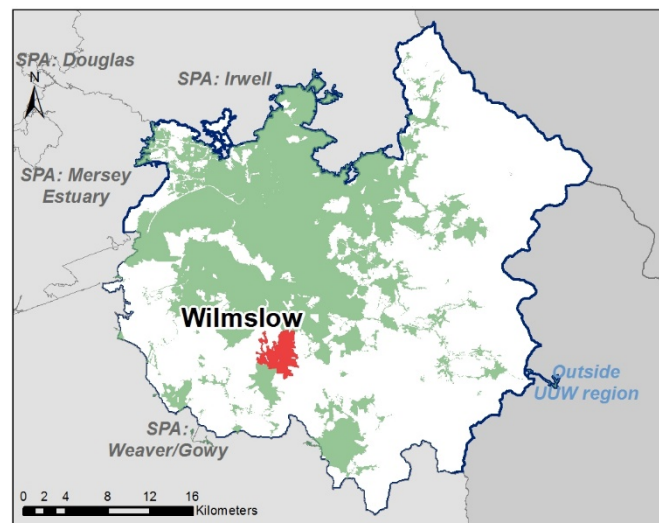 SPA: Douglas
N
SPA: Irwell
SPA: Mersey
Estuary
Wilmslow
Outside
UUW region
SPA:
Weaver/Gowy
0 2 4 8 12 16
Kilometers